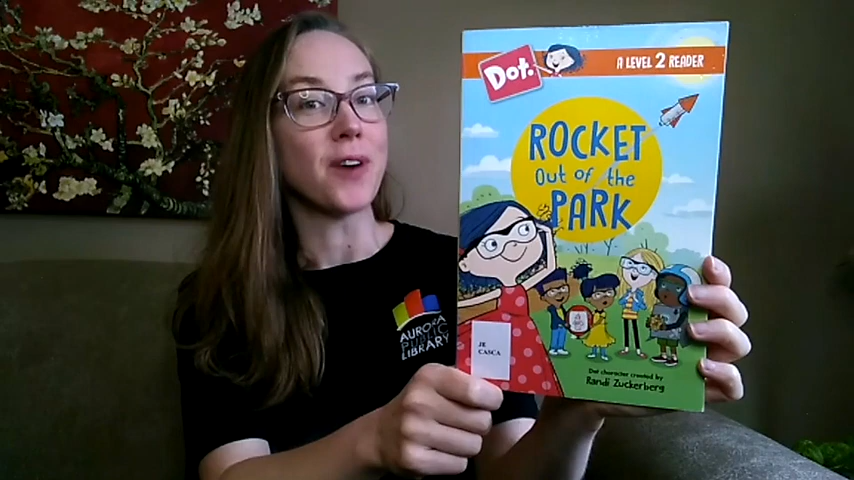 Dot.
A LEVEL 2 READER
ROCKET
Out of the
PARK
AURORA
PUBLIC
LIBRARY
JE
CASCA
Dot character created by
Randi Zuckerberg